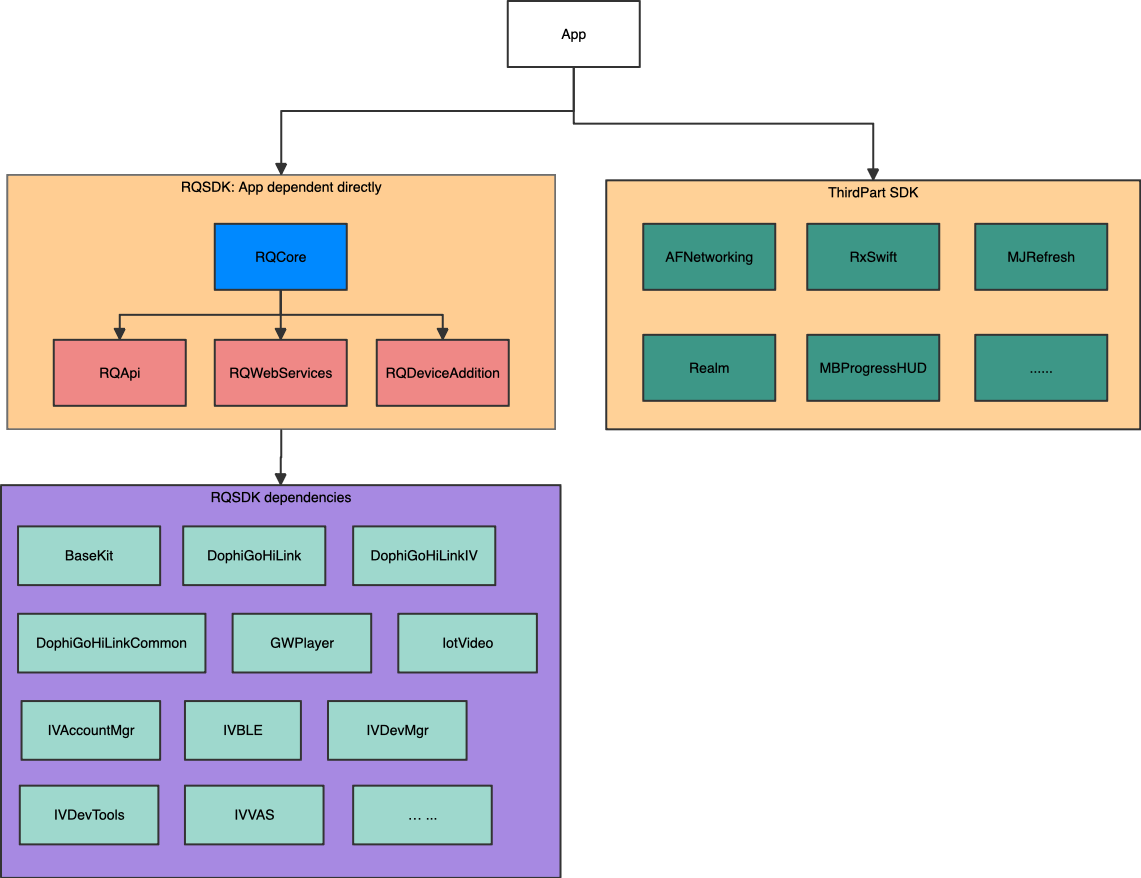 App
RQSDK: App dependent directly
RQCore
RQApi
RQWebServices
RQDeviceAddition
ThirdPart SDK
AFNetworking
RxSwift
MJRefresh
Realm
MBProgressHUD
......
RQSDK dependencies
BaseKit
DophiGoHiLink
DophiGoHiLinkIV
DophiGoHiLinkCommon
GWPlayer
IotVideo
IVAccountMgr
IVBLE
IVDevMgr
IVDevTools
IVVAS
… ...